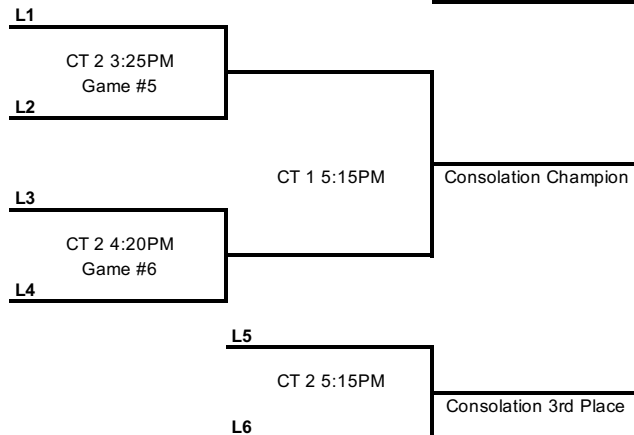 L1
CT 2 3:25PM
Game #5
L2
CT 1 5:15PM
Consolation Champion
L3
CT 2 4:20PM
Game #6
L4
L5
CT 2 5:15PM
Consolation 3rd Place
L6